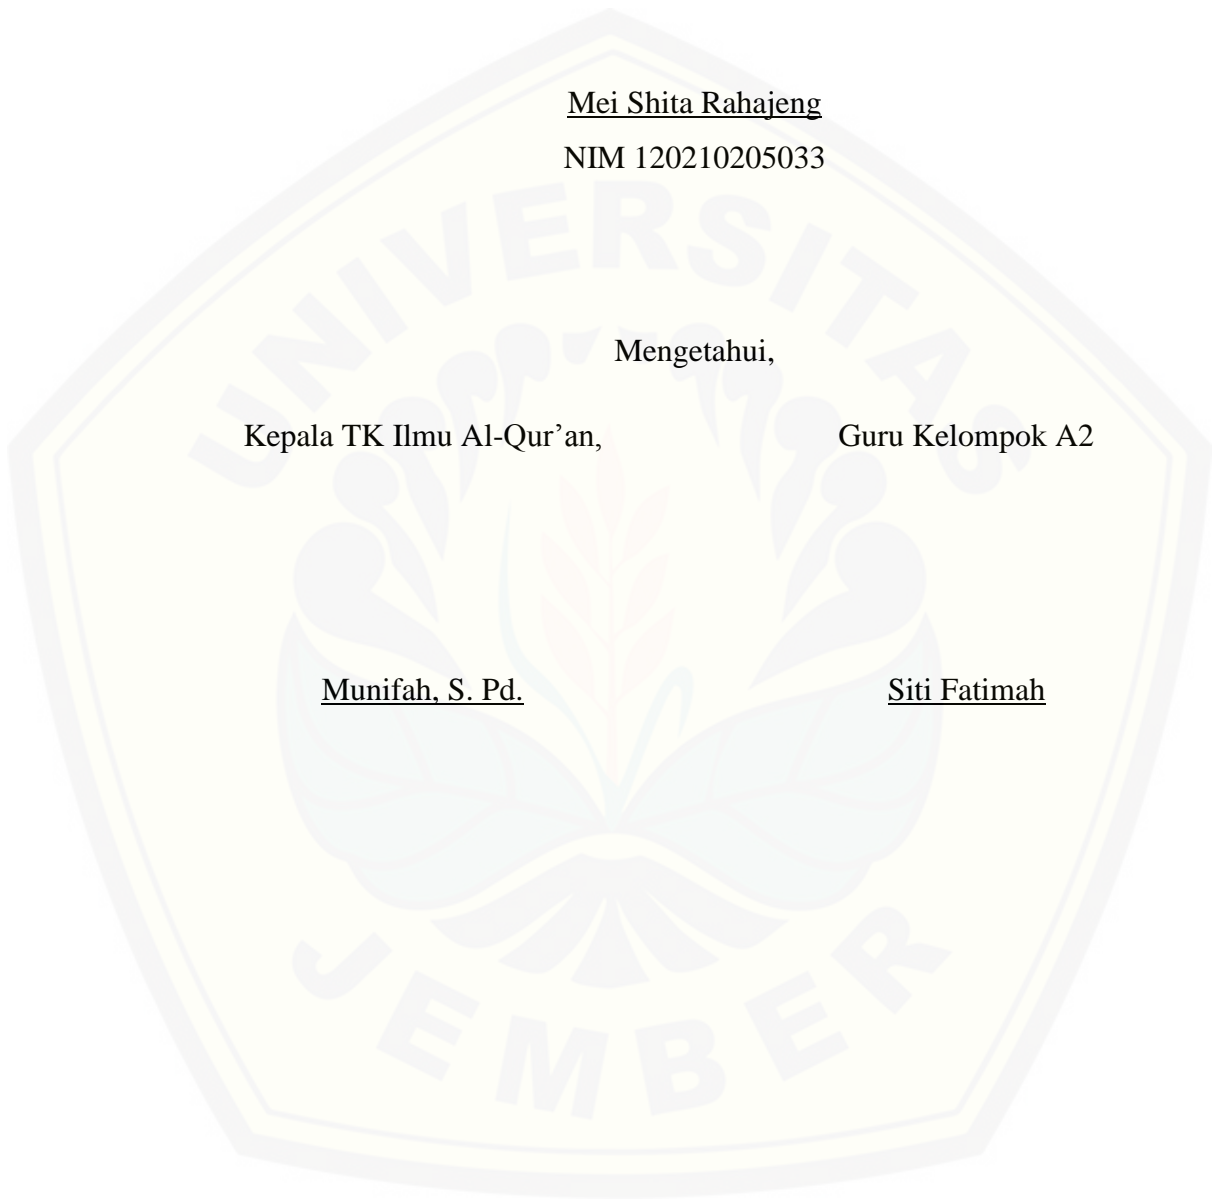 Mei Shita Rahajeng
NIM 120210205033
Mengetahui,
Kepala TK Ilmu Al-Qur’an, Guru Kelompok A2
Munifah, S. Pd. Siti Fatimah
UNIVERSITAS
JEMBER